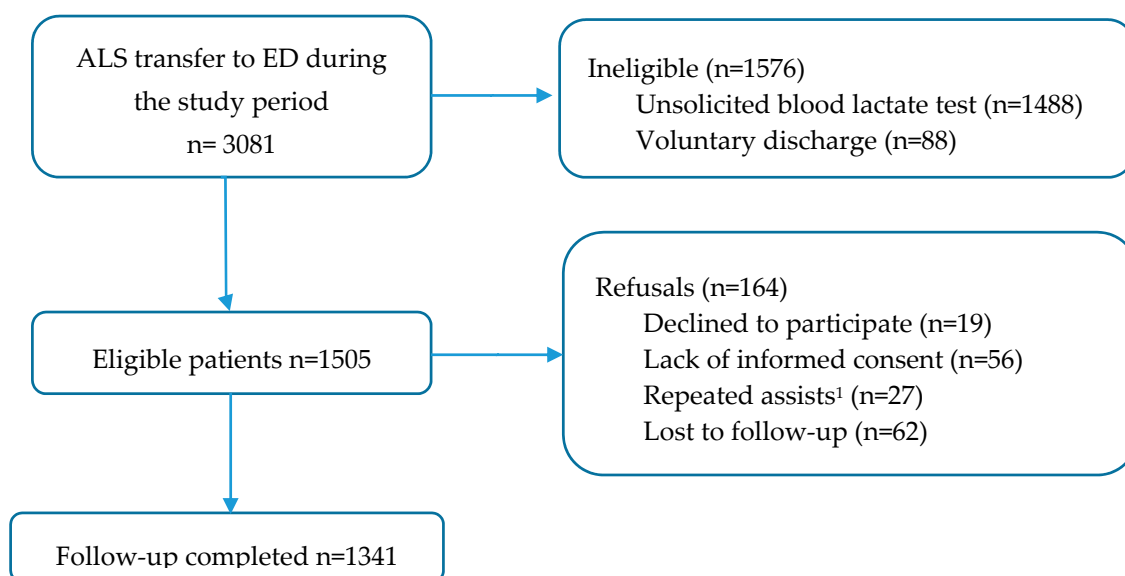 ALS transfer to ED during
the study period
n= 3081
Ineligible (n=1576)
Unsolicited blood lactate test (n=1488)
Voluntary discharge (n=88)
Eligible patients n=1505
Refusals (n=164)
Declined to participate (n=19)
Lack of informed consent (n=56)
Repeated assists¹ (n=27)
Lost to follow-up (n=62)
Follow-up completed n=1341